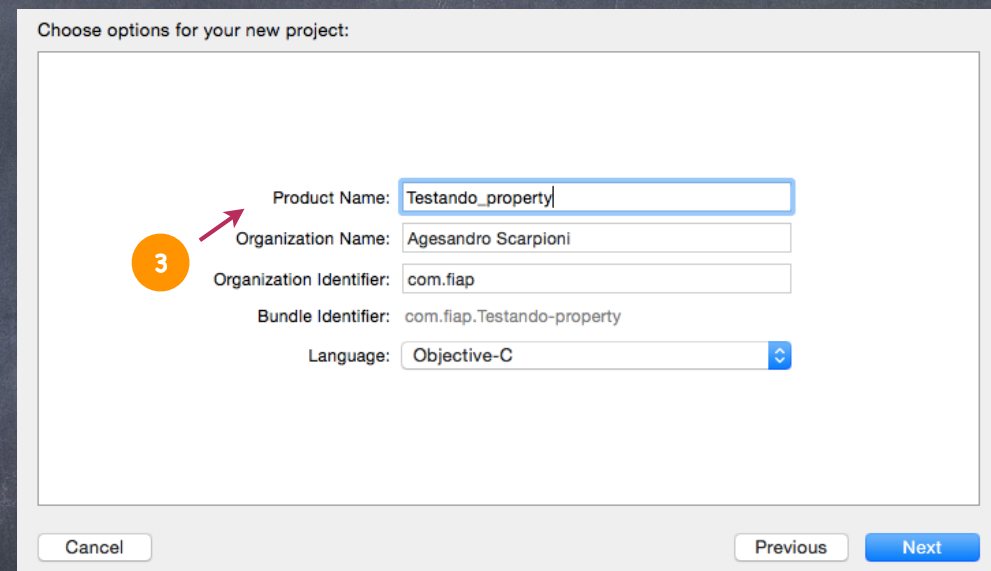 Choose options for your new project:
Product Name: Testando_property
3
Organization Name: Agesandro Scarpioni
Organization Identifier: com.fiap
Bundle Identifier: com.fiap.Testando-property
Language: Objective-C
Cancel Previous Next